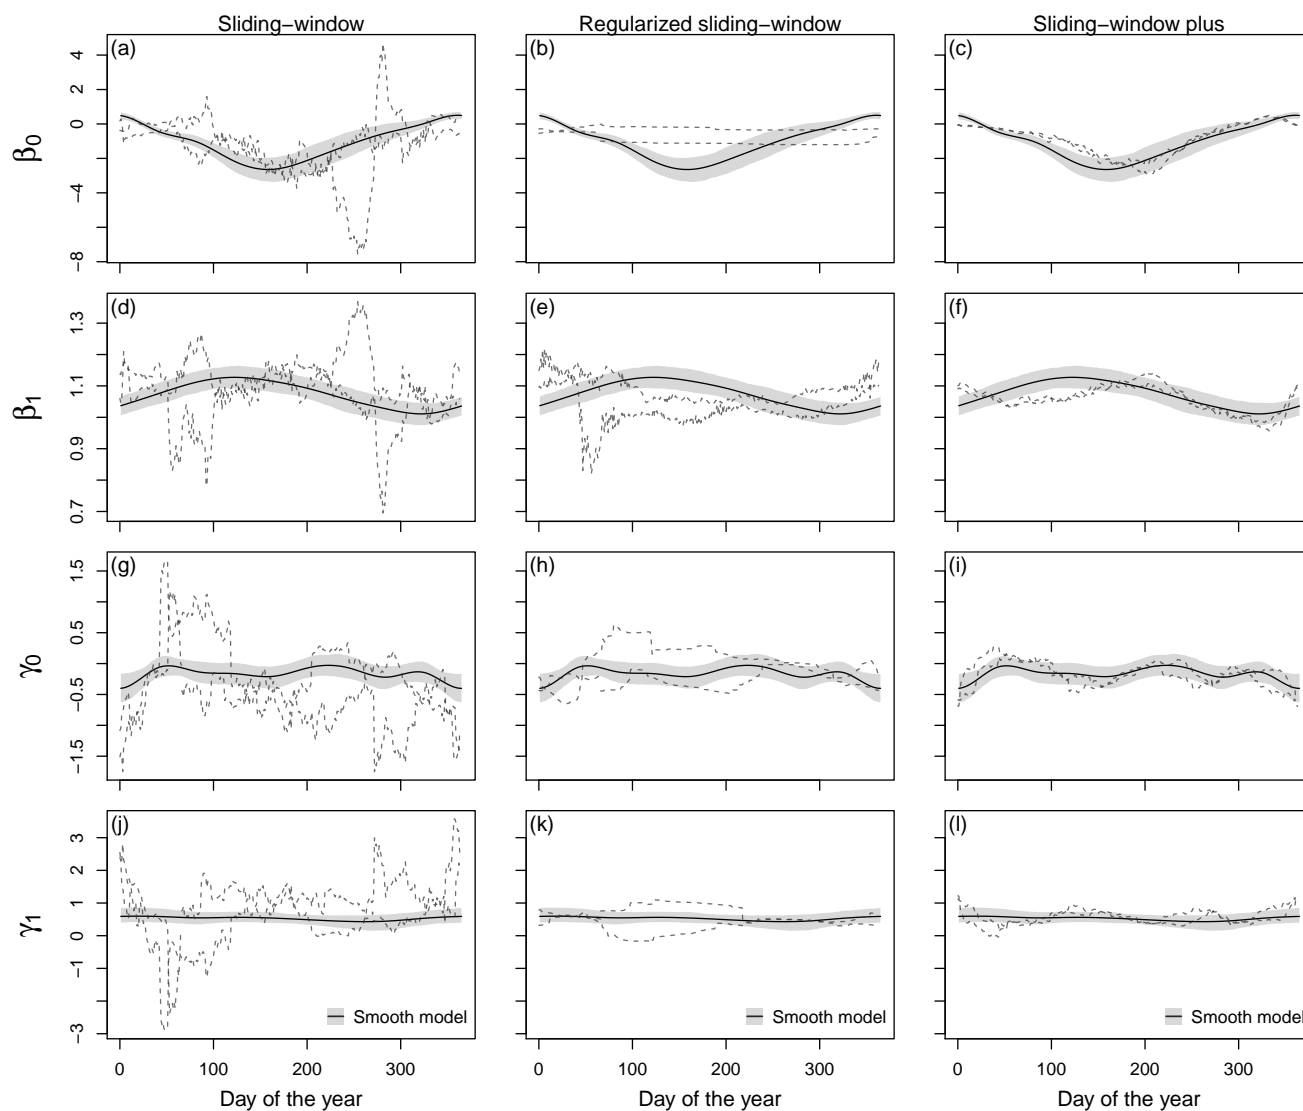 Sliding−window Regularized sliding−window Sliding−window plus
(a) (b) (c)
4
2
0
−4
−8
β0
(d) (e) (f)
1.3
1.1
0.9
0.7
β1
(g) (h) (i)
1.5
0.5
−0.5
−1.5
γ0
(j) (k) (l)
3
2
1
0
−1
−3
γ1
Smooth model Smooth model Smooth model
0 100 200 300 0 100 200 300 0 100 200 300
Day of the year Day of the year Day of the year